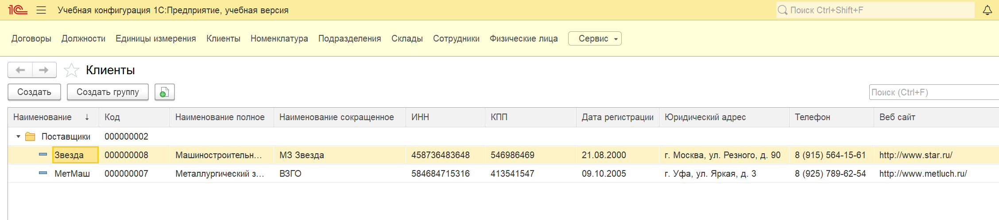 1С Учебная конфигурация 1С:Предприятие, учебная версия Поиск Ctrl+Shift+F
Договоры Должности Единицы измерения Клиенты Номенклатура Подразделения Склады Сотрудники Физические лица Сервис
Клиенты
Создать Создать группу Поиск (Ctrl+F)
Наименование ↓ Код Наименование полное Наименование сокращенное ИНН КПП Дата регистрации Юридический адрес Телефон Веб сайт
Поставщики 000000002
Звезда 000000008 Машиностроительн... МЗ Звезда 458736483648 546986469 21.08.2000 г. Москва, ул. Резного, д. 90 8 (915) 564-15-61 http://www.star.ru/
МетМаш 000000007 Металлургический з... ВЗГО 584684715316 413541547 09.10.2005 г. Уфа, ул. Яркая, д. 3 8 (925) 789-62-54 http://www.metluch.ru/